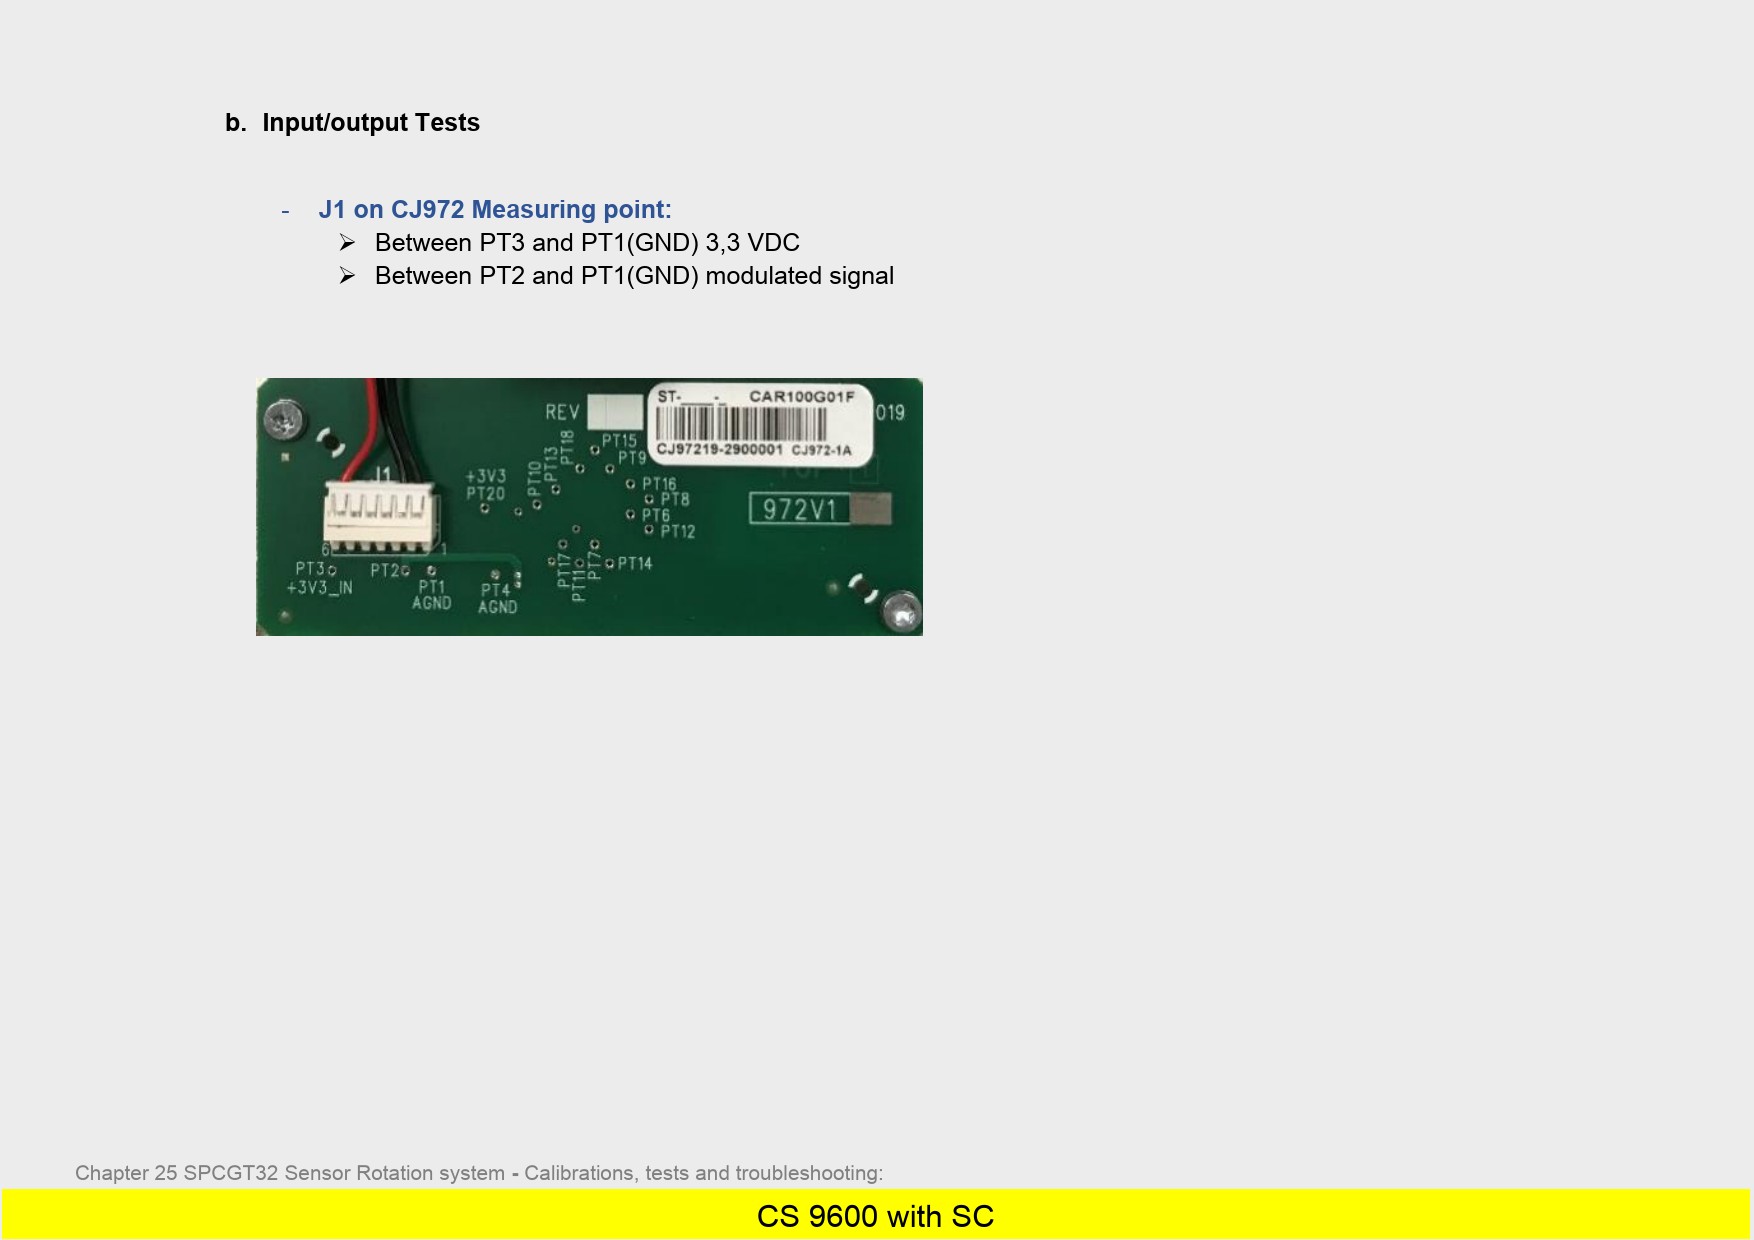 b. Input/output Tests
- J1 on CJ972 Measuring point:
➢ Between PT3 and PT1(GND) 3,3 VDC
➢ Between PT2 and PT1(GND) modulated signal
ST-____-_ CAR100G01F
REV 019
CJ97219-2900001 CJ972-1A
PT18 PT15
PT13 PT9
J1 +3V3 PT10 PT16
PT20 PT8
972V1
PT6
PT12
6 1
PT3 PT2 PT17 PT7 PT14
+3V3_IN PT1 PT4 PT11
AGND AGND
Chapter 25 SPCGT32 Sensor Rotation system - Calibrations, tests and troubleshooting:
CS 9600 with SC